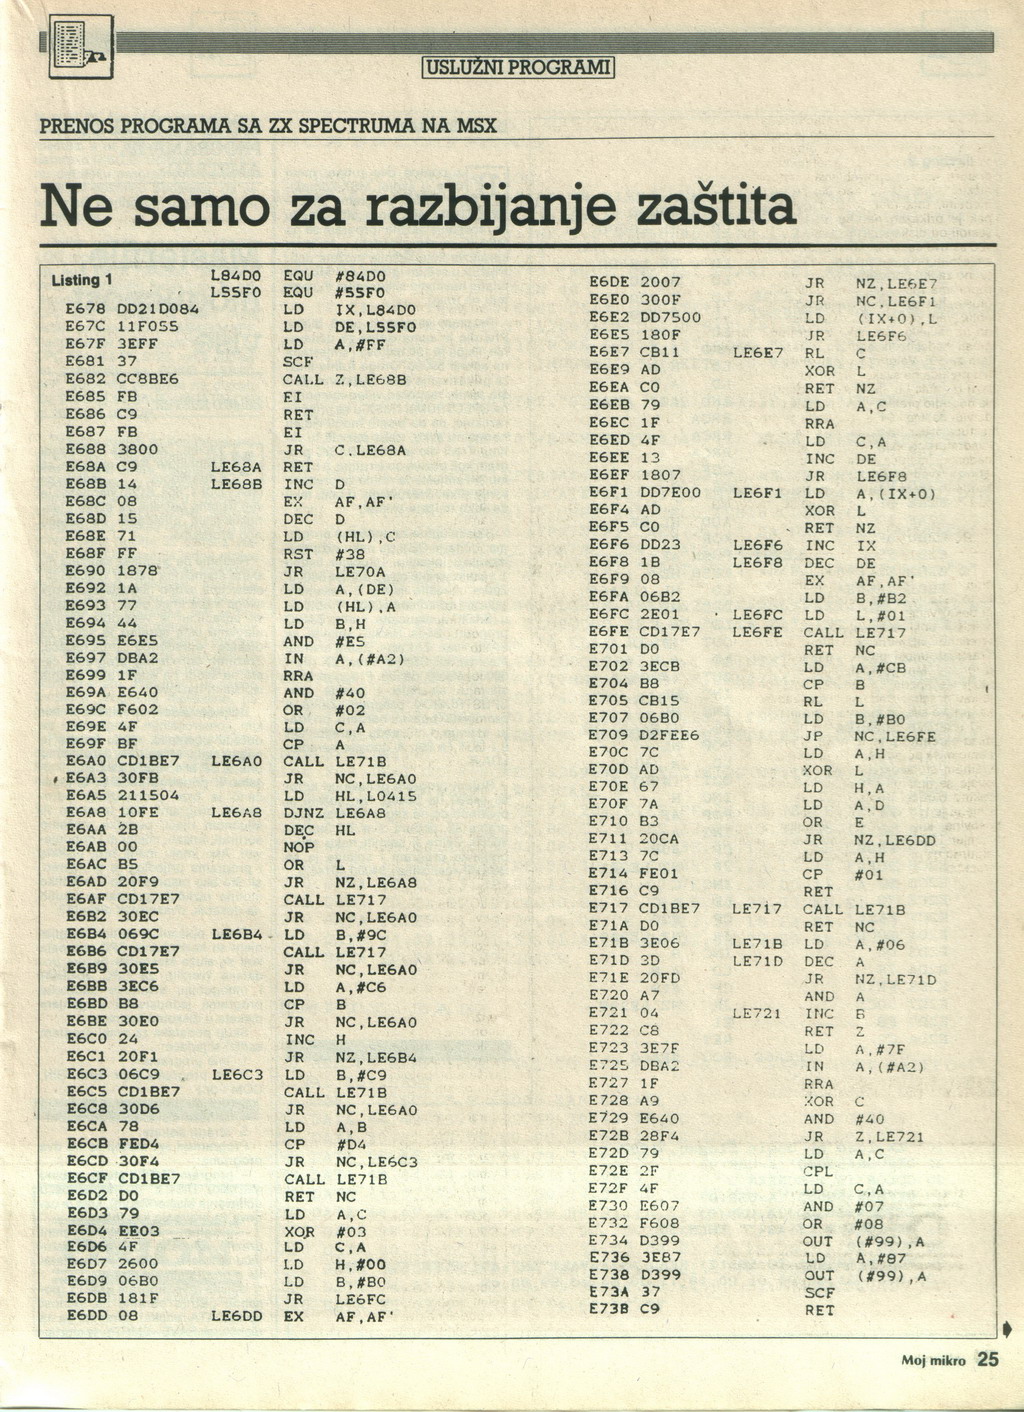 USLUŽNI PROGRAMI
PRENOS PROGRAMA SA ZX SPECTRUMA NA MSX
Ne samo za razbijanje zaštita
Listing 1
L84D0 EQU #84D0
L55F0 EQU #55F0
E678 DD21D084 LD IX,L84D0
E67C 11F055 LD DE,L55F0
E67F 3EFF LD A,#FF
E681 37 SCF
E682 CC8BE6 CALL Z,LE68B
E685 FB EI
E686 C9 RET
E687 FB EI
E688 3800 JR C.LE68A
E68A C9 LE68A RET
E68B 14 LE68B INC D
E68C 08 EX AF,AF'
E68D 15 DEC D
E68E 71 LD (HL),C
E68F FF RST #38
E690 1878 JR LE70A
E692 1A LD A,(DE)
E693 77 LD (HL),A
E694 44 LD B,H
E695 E6E5 AND #E5
E697 DBA2 IN A,(#A2)
E699 1F RRA
E69A E640 AND #40
E69C F602 OR #02
E69E 4F LD C,A
E69F BF CP A
E6A0 CD1BE7 LE6A0 CALL LE71B
E6A3 30FB JR NC,LE6A0
E6A5 211504 LD HL,L0415
E6A8 10FE LE6A8 DJNZ LE6A8
E6AA 2B DEC HL
E6AB 00 NOP
E6AC B5 OR L
E6AD 20F9 JR NZ,LE6A8
E6AF CD17E7 CALL LE717
E6B2 30EC JR NC,LE6A0
E6B4 069C LE6B4 LD B,#9C
E6B6 CD17E7 CALL LE717
E6B9 30E5 JR NC,LE6A0
E6BB 3EC6 LD A,#C6
E6BD B8 CP B
E6BE 30E0 JR NC,LE6A0
E6C0 24 INC H
E6C1 20F1 JR NZ,LE6B4
E6C3 06C9 LE6C3 LD B,#C9
E6C5 CD1BE7 CALL LE71B
E6C8 30D6 JR NC,LE6A0
E6CA 78 LD A,B
E6CB FED4 CP #D4
E6CD 30F4 JR NC,LE6C3
E6CF CD1BE7 CALL LE71B
E6D2 D0 RET NC
E6D3 79 LD A,C
E6D4 EE03 XOR #03
E6D6 4F LD C,A
E6D7 2600 LD H,#00
E6D9 06B0 LD B,#B0
E6DB 181F JR LE6FC
E6DD 08 LE6DD EX AF,AF'
E6DE 2007 JR NZ,LE6E7
E6E0 300F JR NC,LE6F1
E6E2 DD7500 LD (IX+0),L
E6E5 180F JR LE6F6
E6E7 CB11 LE6E7 RL C
E6E9 AD XOR L
E6EA C0 RET NZ
E6EB 79 LD A,C
E6EC 1F RRA
E6ED 4F LD C,A
E6EE 13 INC DE
E6EF 1807 JR LE6F8
E6F1 DD7E00 LE6F1 LD A,(IX+0)
E6F4 AD XOR L
E6F5 C0 RET NZ
E6F6 DD23 LE6F6 INC IX
E6F8 1B LE6F8 DEC DE
E6F9 08 EX AF,AF'
E6FA 06B2 LD B,#B2
E6FC 2E01 LE6FC LD L,#01
E6FE CD17E7 LE6FE CALL LE717
E701 D0 RET NC
E702 3ECB LD A,#CB
E704 B8 CP B
E705 CB15 RL L
E707 06B0 LD B,#B0
E709 D2FEE6 JP NC,LE6FE
E70C 7C LD A,H
E70D AD XOR L
E70E 67 LD H,A
E70F 7A LD A,D
E710 B3 OR E
E711 20CA JR NZ,LE6DD
E713 7C LD A,H
E714 FE01 CP #01
E716 C9 RET
E717 CD1BE7 LE717 CALL LE71B
E71A D0 RET NC
E71B 3E06 LE71B LD A,#06
E71D 3D LE71D DEC A
E71E 20FD JR NZ,LE71D
E720 A7 AND A
E721 04 LE721 INC B
E722 C8 RET Z
E723 3E7F LD A,#7F
E725 DBA2 IN A,(#A2)
E727 1F RRA
E728 A9 XOR C
E729 E640 AND #40
E72B 28F4 JR Z,LE721
E72D 79 LD A,C
E72E 2F CPL
E72F 4F LD C,A
E730 E607 AND #07
E732 F608 OR #08
E734 D399 OUT (#99),A
E736 3E87 LD A,#87
E738 D399 OUT (#99),A
E73A 37 SCF
E73B C9 RET
Moj mikro 25